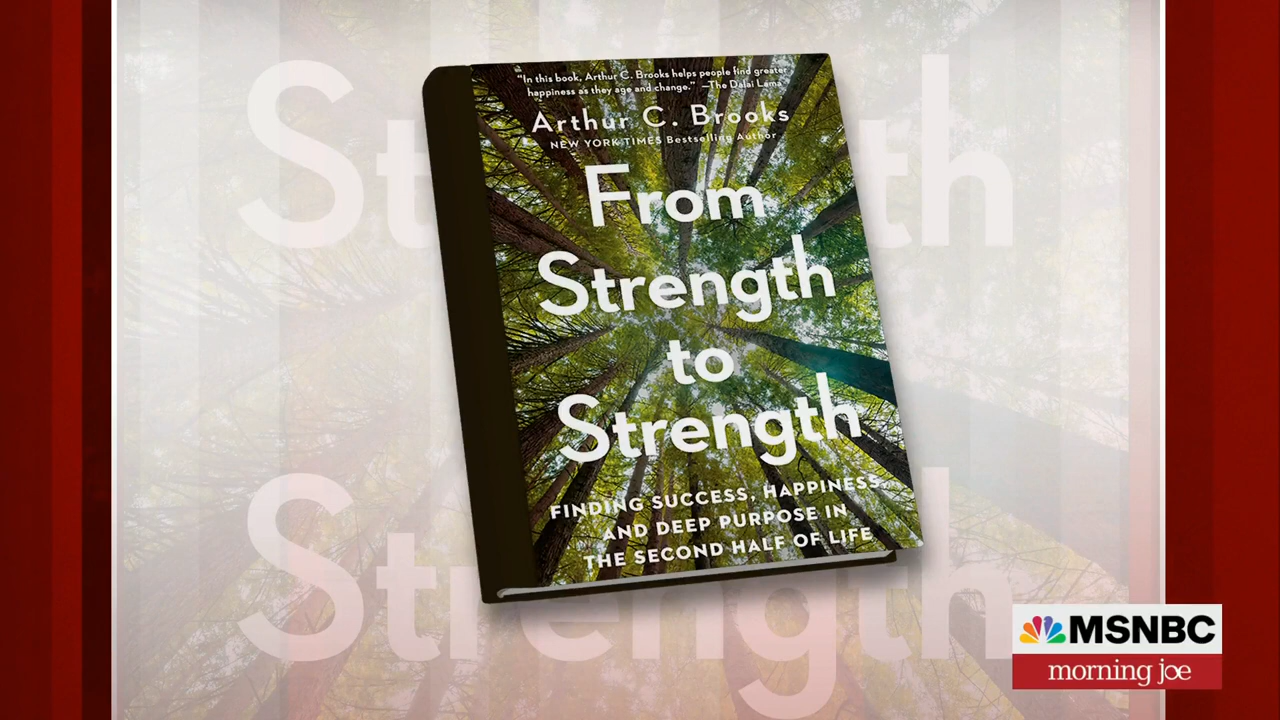 "In this book, Arthur C. Brooks helps people find greater
happiness as they age and change." —The Dalai Lama
Arthur C. Brooks
NEW YORK TIMES Bestselling Author
From
Strength
to
Strength
FINDING SUCCESS, HAPPINESS,
AND DEEP PURPOSE IN
THE SECOND HALF OF LIFE
Strength
Strength
MSNBC
morning joe